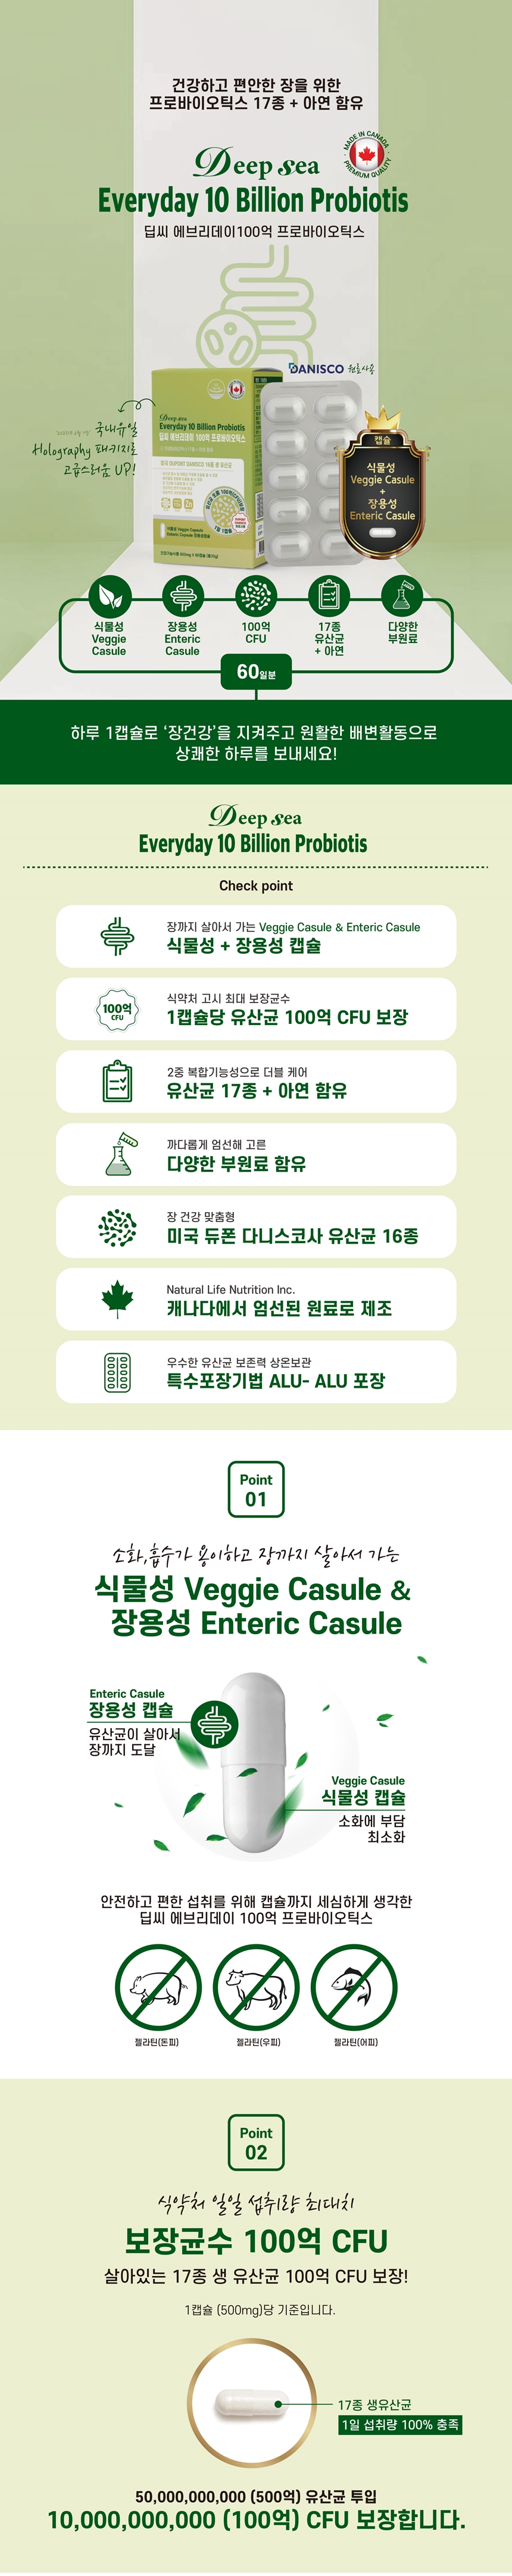 건강하고 편안한 장을 위한
프로바이오틱스 17종 + 아연 함유
MADE IN CANADA
PREMIUM QUALITY
Deep sea
Everyday 10 Billion Probiotis
딥씨 에브리데이100억 프로바이오틱스
DANISCO 원료사용
국내유일
Holography 패키지로
고급스러움 UP!
Deep sea
Everyday 10 Billion Probiotis
딥씨 에브리데이 100억 프로바이오틱스
식물성 Veggie Casule
Enteric Casule 장용성캡슐
캡슐
식물성
Veggie Casule
+
장용성
Enteric Casule
식물성
Veggie
Casule
장용성
Enteric
Casule
100억
CFU
17종
유산균
+ 아연
다양한
부원료
60일분
하루 1캡슐로 ‘장건강’을 지켜주고 원활한 배변활동으로
상쾌한 하루를 보내세요!
Deep sea
Everyday 10 Billion Probiotis
Check point
장까지 살아서 가는 Veggie Casule & Enteric Casule
식물성 + 장용성 캡슐
100억
CFU
식약처 고시 최대 보장균수
1캡슐당 유산균 100억 CFU 보장
2중 복합기능성으로 더블 케어
유산균 17종 + 아연 함유
까다롭게 엄선해 고른
다양한 부원료 함유
장 건강 맞춤형
미국 듀폰 다니스코사 유산균 16종
Natural Life Nutrition Inc.
캐나다에서 엄선된 원료로 제조
우수한 유산균 보존력 상온보관
특수포장기법 ALU- ALU 포장
Point
01
소화,흡수가 용이하고 장까지 살아서 가는
식물성 Veggie Casule &
장용성 Enteric Casule
Enteric Casule
장용성 캡슐
유산균이 살아서
장까지 도달
Veggie Casule
식물성 캡슐
소화에 부담
최소화
안전하고 편한 섭취를 위해 캡슐까지 세심하게 생각한
딥씨 에브리데이 100억 프로바이오틱스
젤라틴(돈피)
젤라틴(우피)
젤라틴(어피)
Point
02
식약처 일일 섭취량 최대치
보장균수 100억 CFU
살아있는 17종 생 유산균 100억 CFU 보장!
1캡슐 (500mg)당 기준입니다.
17종 생유산균
1일 섭취량 100% 충족
50,000,000,000 (500억) 유산균 투입
10,000,000,000 (100억) CFU 보장합니다.